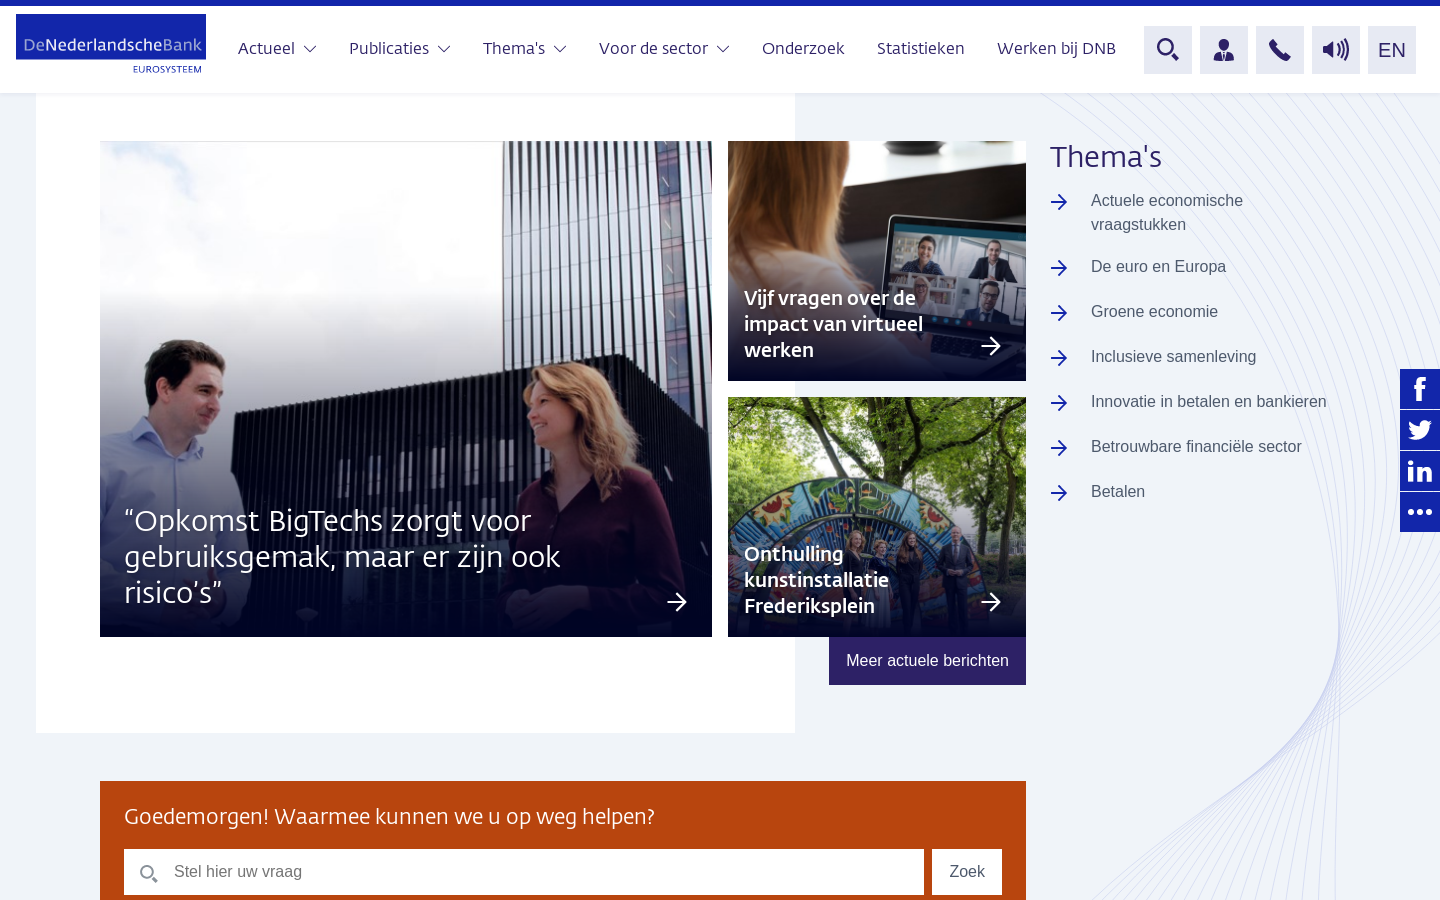 DeNederlandscheBank
EUROSYSTEEM
Actueel
Publicaties
Thema's
Voor de sector
Onderzoek
Statistieken
Werken bij DNB
EN
“Opkomst BigTechs zorgt voor
gebruiksgemak, maar er zijn ook
risico’s”
Vijf vragen over de
impact van virtueel
werken
Onthulling
kunstinstallatie
Frederiksplein
Meer actuele berichten
Thema's
Actuele economische
vraagstukken
De euro en Europa
Groene economie
Inclusieve samenleving
Innovatie in betalen en bankieren
Betrouwbare financiële sector
Betalen
Goedemorgen! Waarmee kunnen we u op weg helpen?
Stel hier uw vraag
Zoek